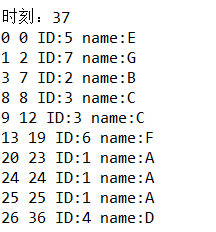 时刻：37
0 0 ID:5 name:E
1 2 ID:7 name:G
3 7 ID:2 name:B
8 8 ID:3 name:C
9 12 ID:3 name:C
13 19 ID:6 name:F
20 23 ID:1 name:A
24 24 ID:1 name:A
25 25 ID:1 name:A
26 36 ID:4 name:D